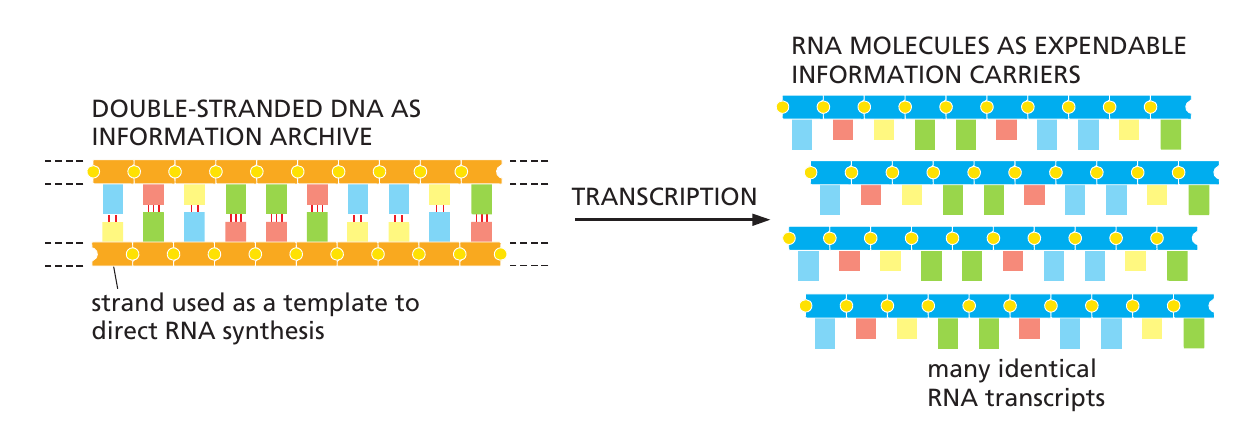 DOUBLE-STRANDED DNA AS
INFORMATION ARCHIVE
strand used as a template to
direct RNA synthesis
TRANSCRIPTION
RNA MOLECULES AS EXPENDABLE
INFORMATION CARRIERS
many identical
RNA transcripts